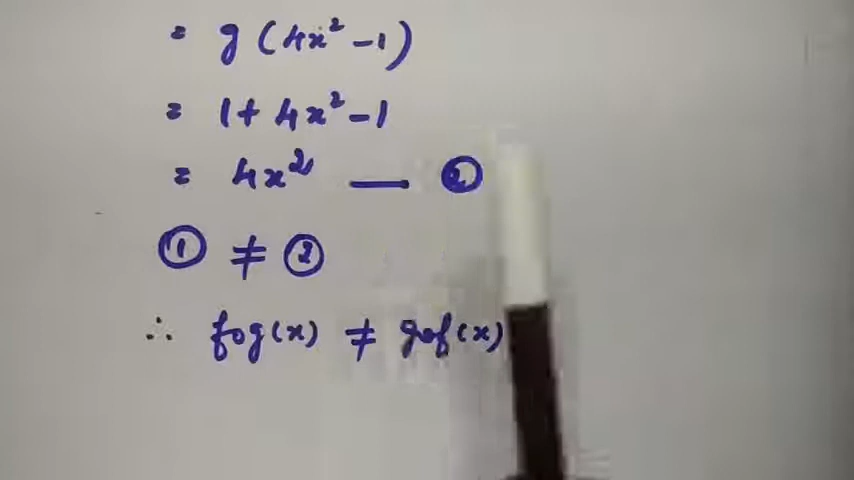 = g(4x² -1)
= 1 + 4x² -1
= 4x² — ②
① ≠ ②
∴ fog(x) ≠ gof(x)